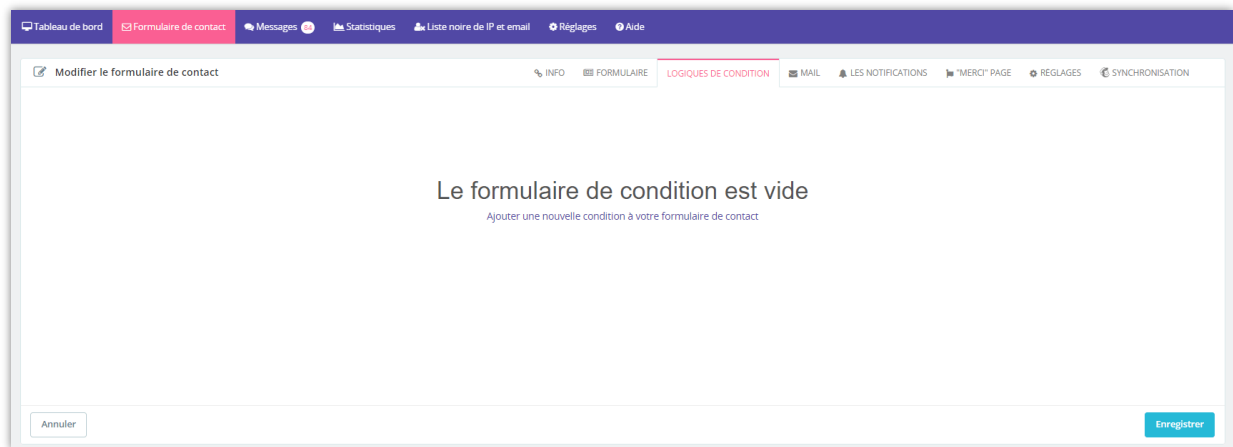 Tableau de bord Formulaire de contact Messages 84 Statistiques Liste noire de IP et email Réglages Aide
Modifier le formulaire de contact INFO FORMULAIRE LOGIQUES DE CONDITION MAIL LES NOTIFICATIONS "MERCI" PAGE RÉGLAGES SYNCHRONISATION
Le formulaire de condition est vide
Ajouter une nouvelle condition à votre formulaire de contact
Annuler Enregistrer